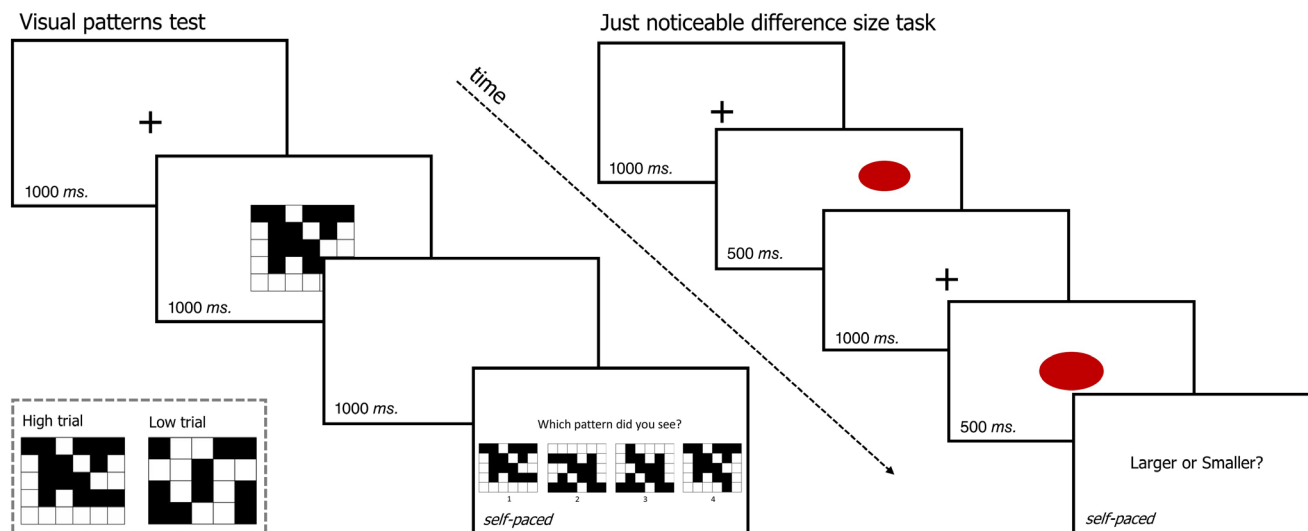 Visual patterns test
1000 ms.
1000 ms.
1000 ms.
Which pattern did you see?
1 2 3 4
self-paced
High trial Low trial
time
Just noticeable difference size task
1000 ms.
500 ms.
1000 ms.
500 ms.
Larger or Smaller?
self-paced